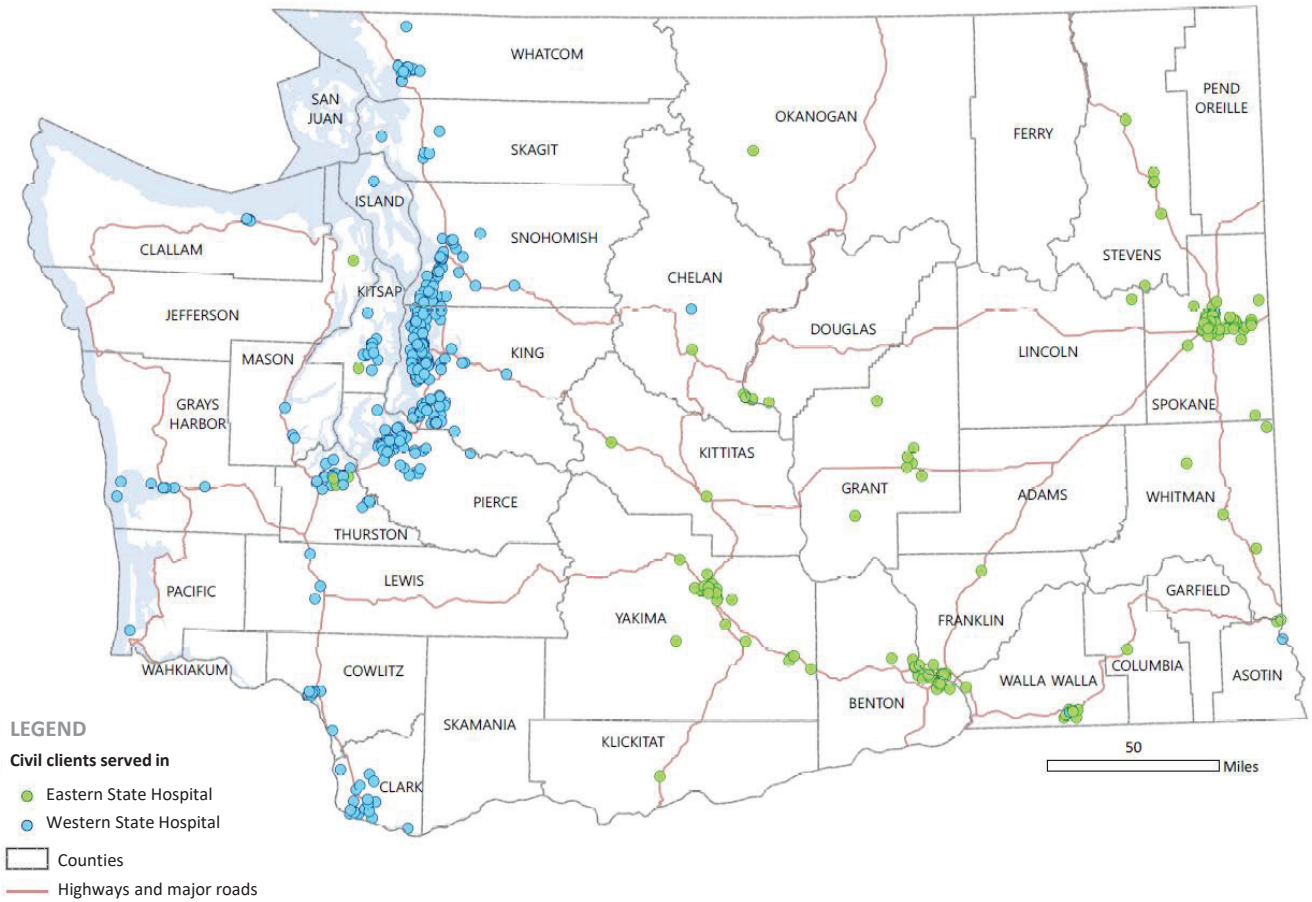 WHATCOM
SAN
JUAN
SKAGIT
OKANOGAN
FERRY
PEND
OREILLE
ISLAND
SNOHOMISH
CLALLAM
CHELAN
STEVENS
KITSAP
JEFFERSON
DOUGLAS
MASON
KING
LINCOLN
GRAYS
HARBOR
SPOKANE
KITTITAS
GRANT
ADAMS
WHITMAN
PIERCE
THURSTON
LEWIS
PACIFIC
GARFIELD
YAKIMA
FRANKLIN
WAHKIAKUM
COWLITZ
COLUMBIA
ASOTIN
WALLA WALLA
BENTON
SKAMANIA
KLICKITAT
CLARK
50
Miles
LEGEND
Civil clients served in
Eastern State Hospital
Western State Hospital
Counties
Highways and major roads